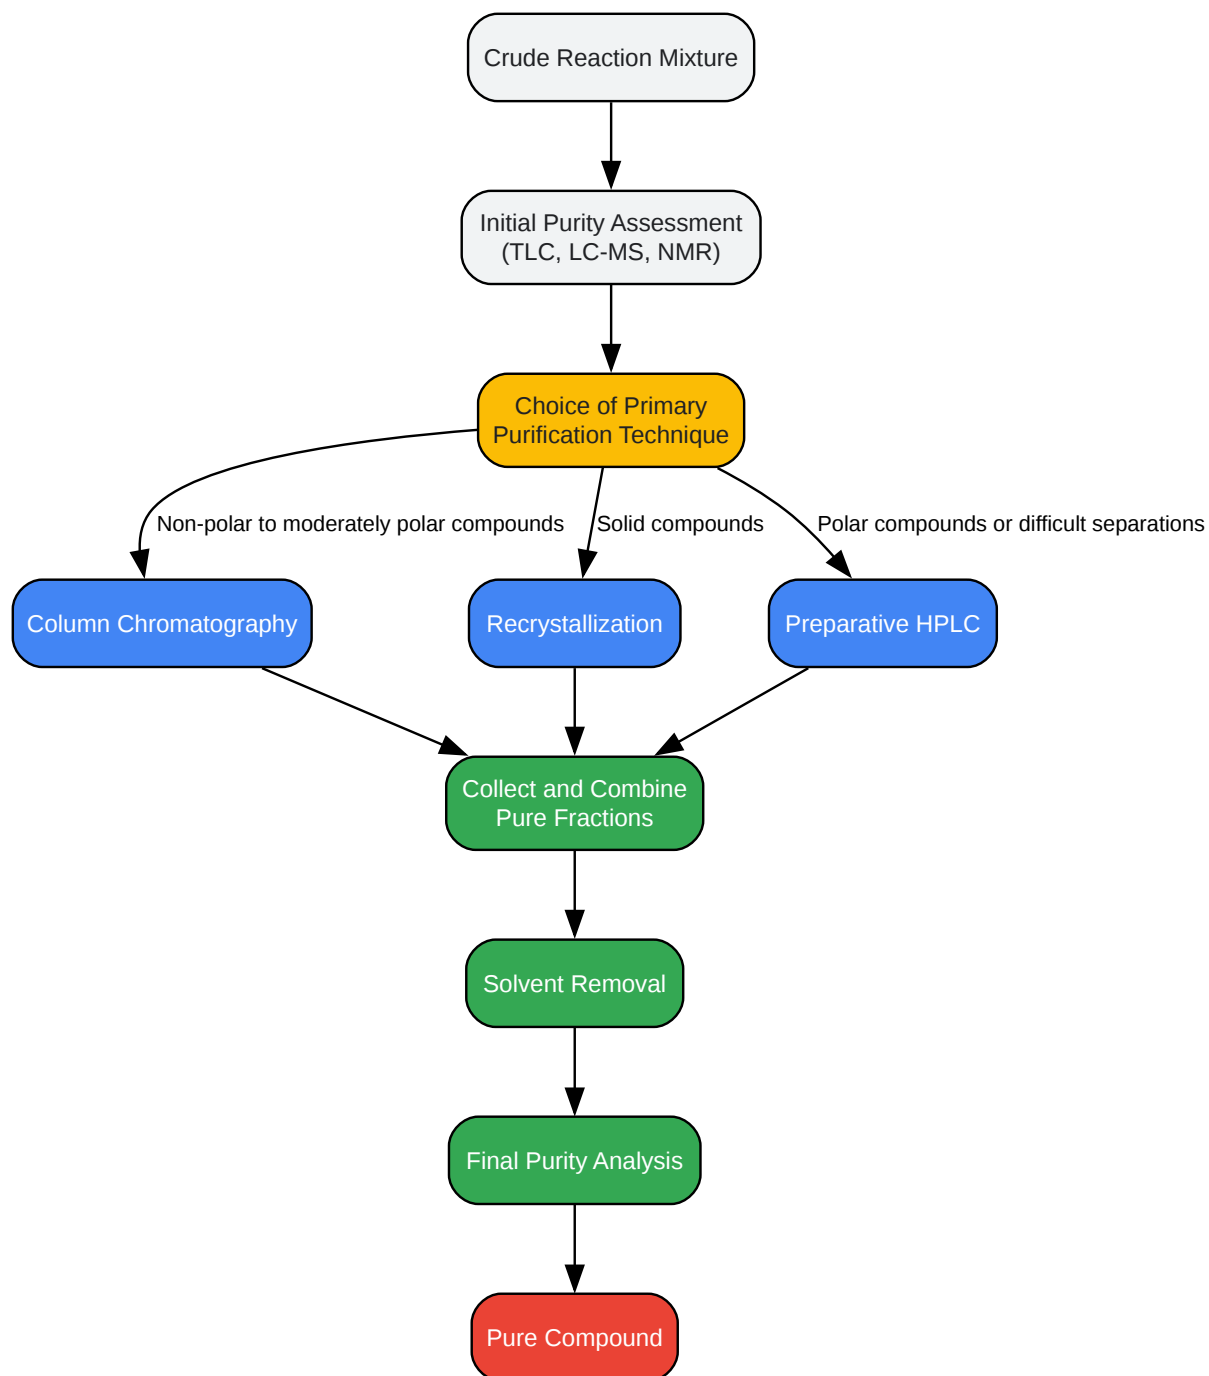 Crude Reaction Mixture
Initial Purity Assessment
(TLC, LC-MS, NMR)
Choice of Primary
Purification Technique
Non-polar to moderately polar compounds
Solid compounds
Polar compounds or difficult separations
Column Chromatography
Recrystallization
Preparative HPLC
Collect and Combine
Pure Fractions
Solvent Removal
Final Purity Analysis
Pure Compound